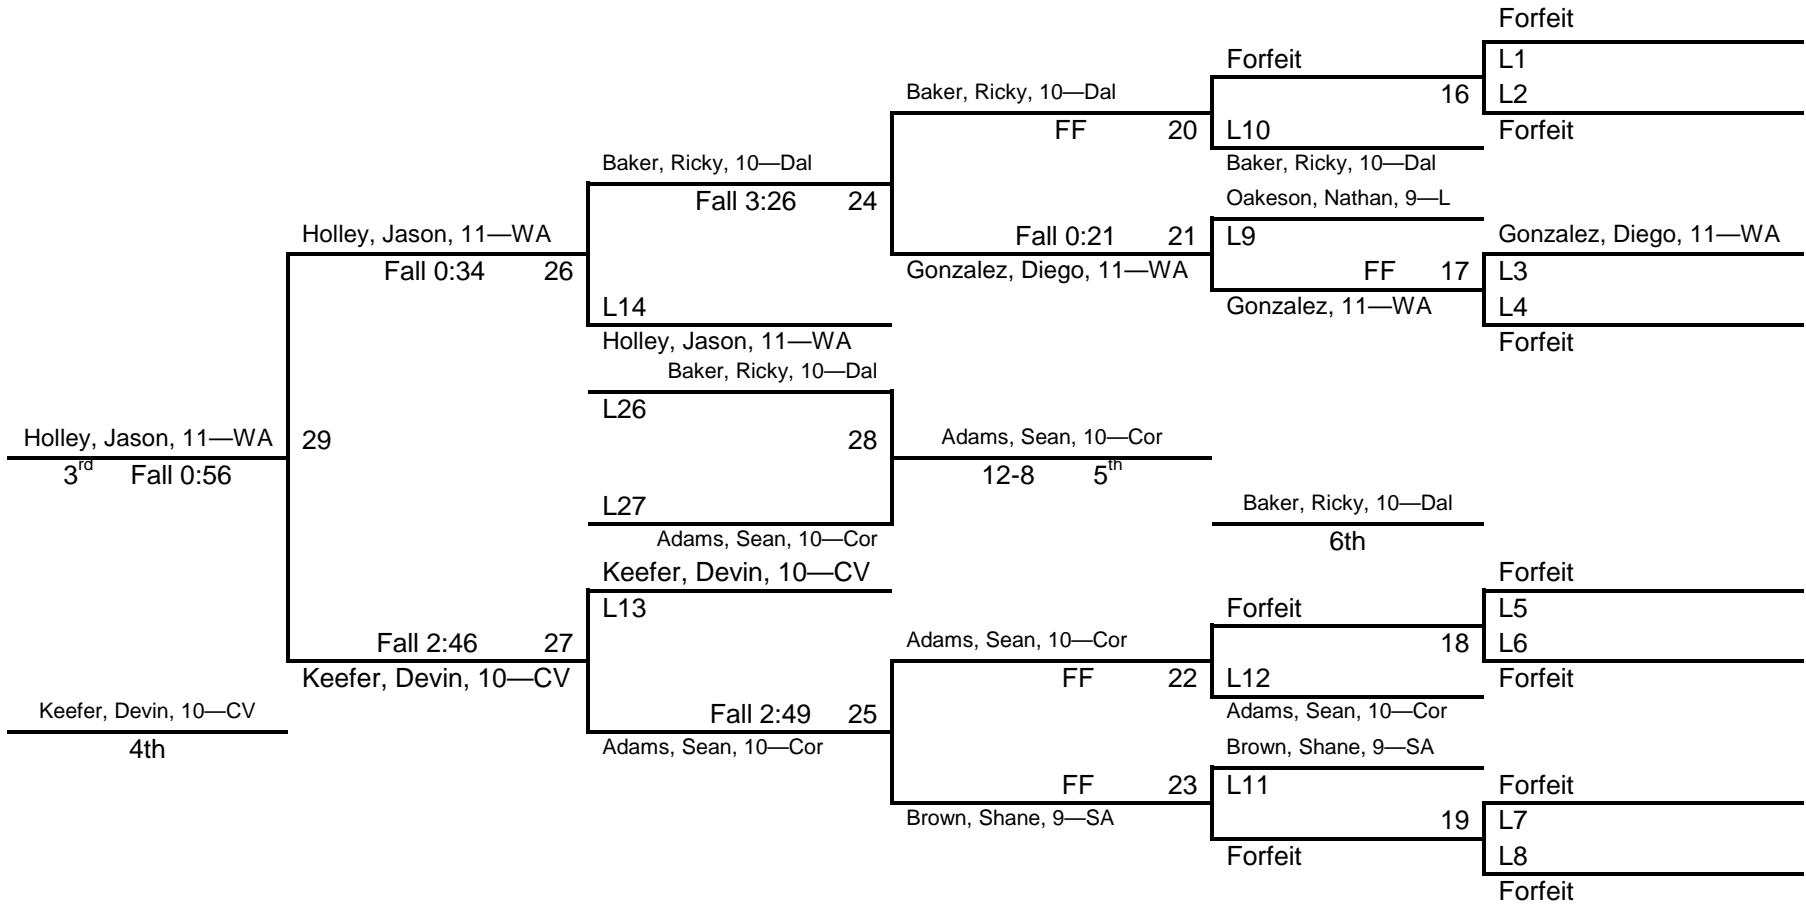 Forfeit
Forfeit
L1
Baker, Ricky, 10—Dal
16
L2
FF
20
L10
Forfeit
Baker, Ricky, 10—Dal
Baker, Ricky, 10—Dal
Fall 3:26
24
Oakeson, Nathan, 9—L
Holley, Jason, 11—WA
Fall 0:21
21
L9
Gonzalez, Diego, 11—WA
Fall 0:34
26
Gonzalez, Diego, 11—WA
FF
17
L3
L14
Gonzalez, 11—WA
L4
Holley, Jason, 11—WA
Forfeit
Baker, Ricky, 10—Dal
L26
Holley, Jason, 11—WA
29
28
Adams, Sean, 10—Cor
3rd
Fall 0:56
12-8
5th
L27
Baker, Ricky, 10—Dal
Adams, Sean, 10—Cor
6th
Keefer, Devin, 10—CV
Forfeit
L13
Forfeit
L5
Fall 2:46
27
Adams, Sean, 10—Cor
18
L6
Keefer, Devin, 10—CV
FF
22
L12
Forfeit
Keefer, Devin, 10—CV
Fall 2:49
25
Adams, Sean, 10—Cor
4th
Adams, Sean, 10—Cor
Brown, Shane, 9—SA
FF
23
L11
Forfeit
Brown, Shane, 9—SA
19
L7
Forfeit
L8
Forfeit